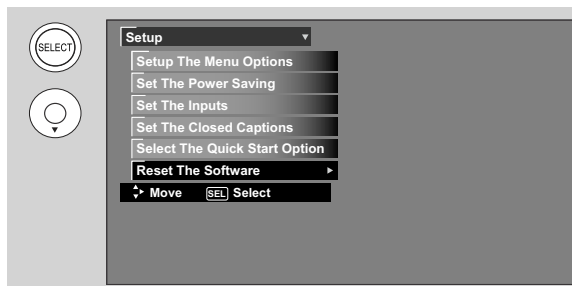 SELECT
Setup
Setup The Menu Options
Set The Power Saving
Set The Inputs
Set The Closed Captions
Select The Quick Start Option
Reset The Software
Move SEL Select